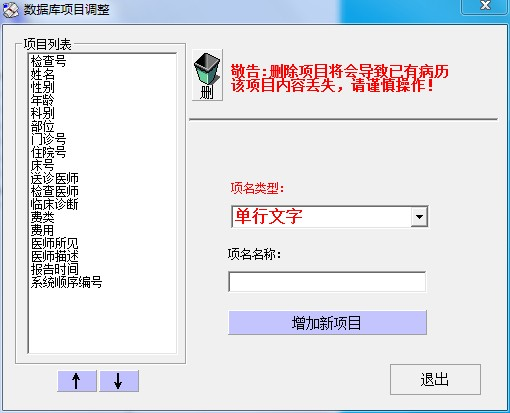 数据库项目调整
项目列表
检查号
姓名
性别
年龄
科别
部位
门诊号
住院号
床号
送诊医师
检查医师
临床诊断
费类
费用
医师所见
医师描述
报告时间
系统顺序编号
删
敬告:删除项目将会导致已有病历
该项目内容丢失，请谨慎操作!
项名类型:
单行文字
项名名称:
增加新项目
退出